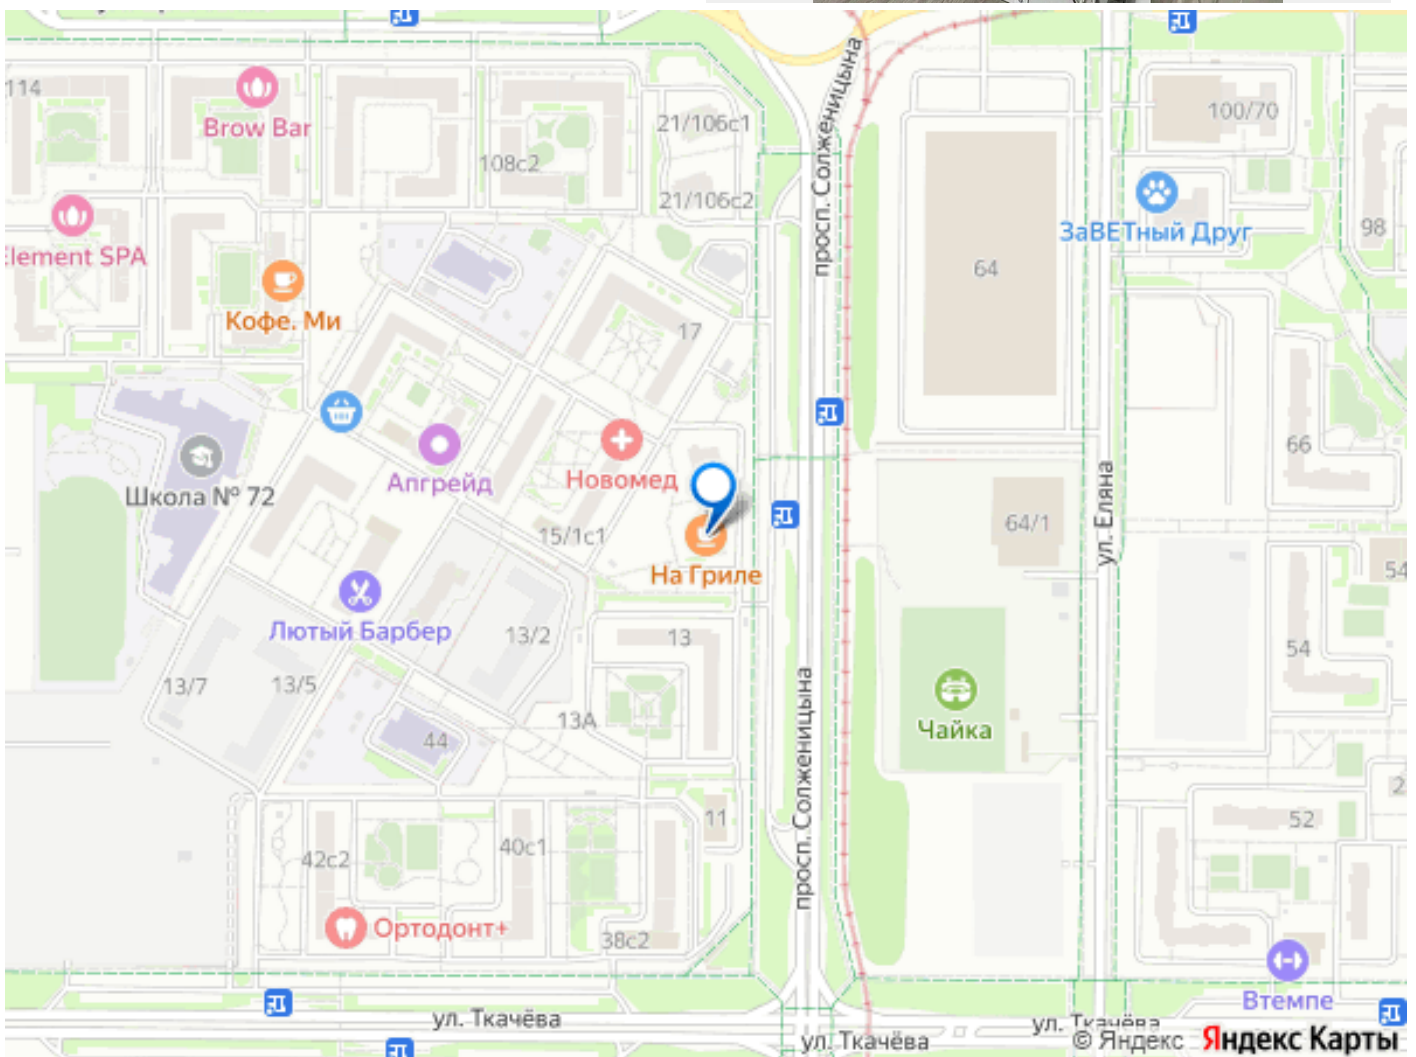 114
Brow Bar
108с2
21/106с1
21/106с2
просп. Солженицына
100/70
ЗаВЕТный Друг
98
64
Element SPA
Кофе. Ми
17
Школа № 72
Апгрейд
Новомед
15/1с1
На Гриле
66
64/1
ул. Еляна
54
Лютый Барбер
13/2
13
54
13/7
13/5
13А
44
Чайка
просп. Солженицына
11
52
2
42с2
40с1
Ортодонт+
38с2
Втемпе
ул. Ткачёва
ул. Ткачёва
ул. Ткачёва
© Яндекс Яндекс Карты